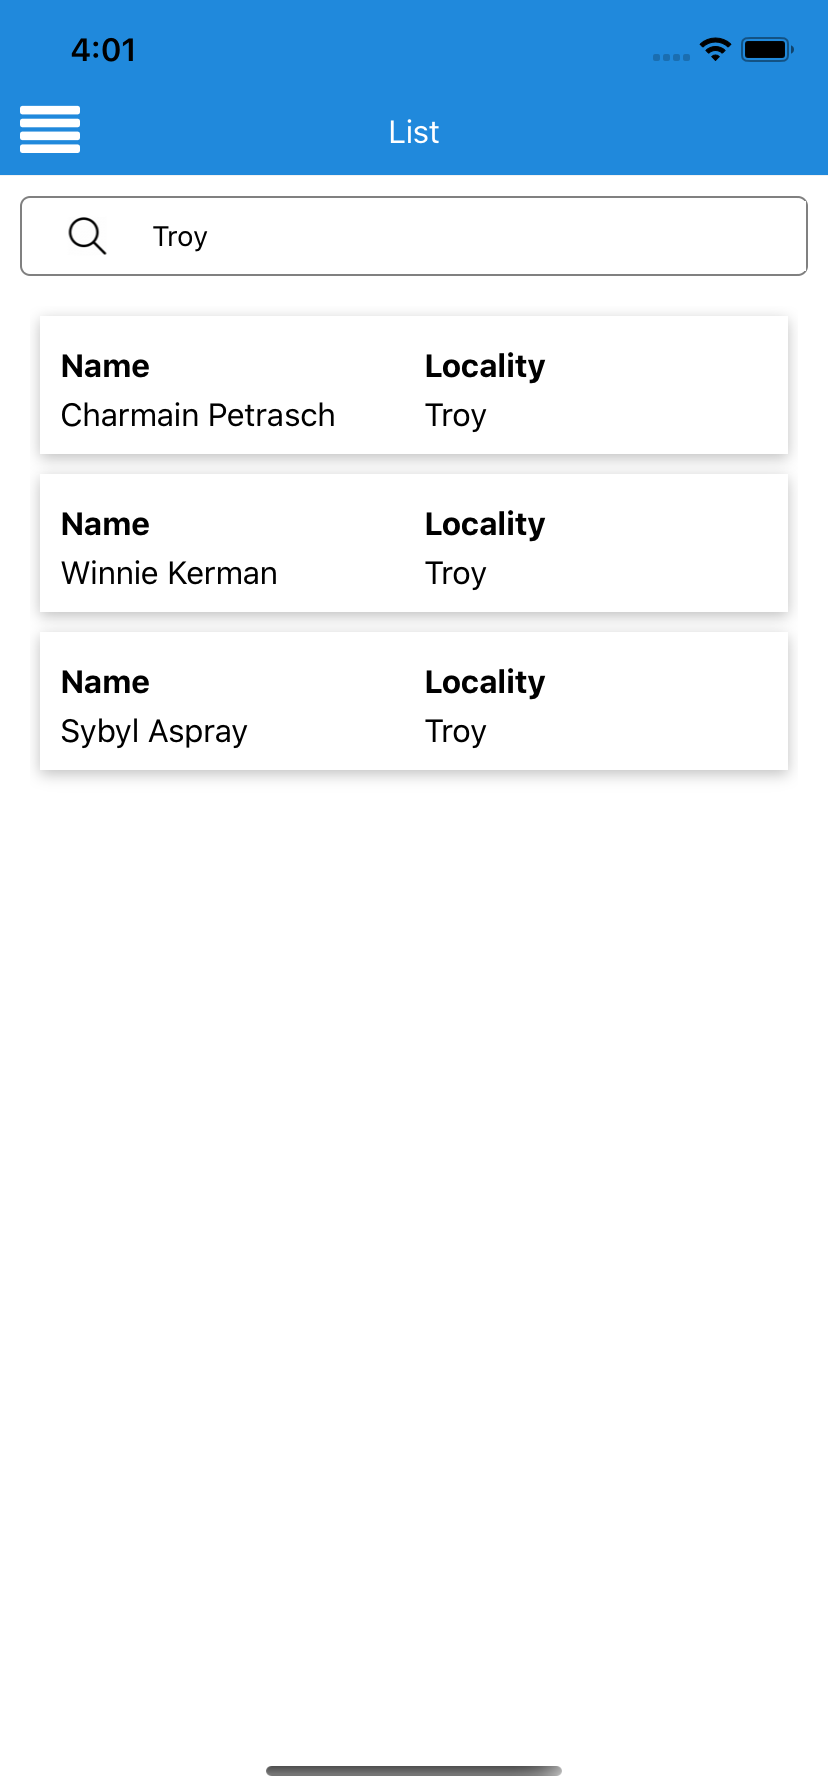 4:01
List
Troy
Name Locality
Charmain Petrasch Troy
Name Locality
Winnie Kerman Troy
Name Locality
Sybyl Aspray Troy